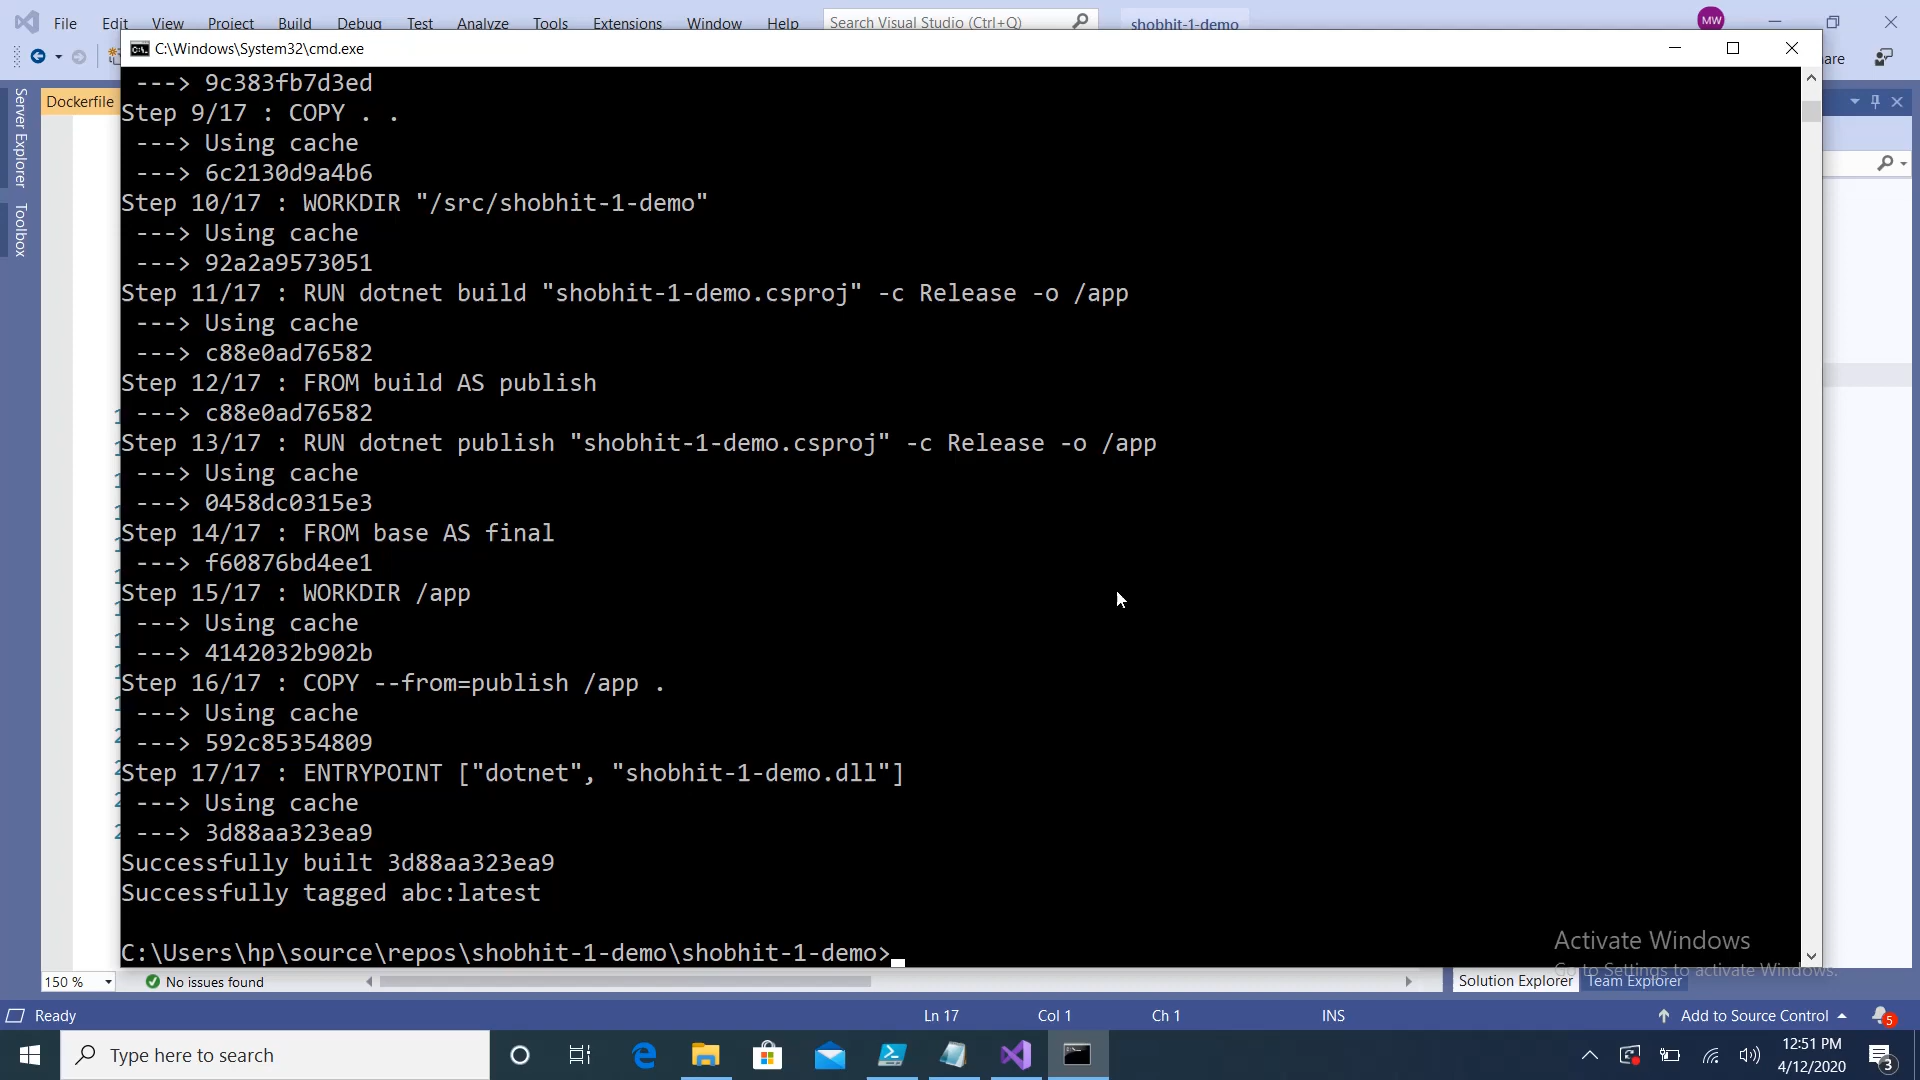 File Edit View Project Build Debug Test Analyze Tools Extensions Window Help Search Visual Studio (Ctrl+Q) shobhit-1-demo MW
C:\Windows\System32\cmd.exe
are
Dockerfile
Server Explorer
Toolbox
---> 9c383fb7d3ed
Step 9/17 : COPY . .
---> Using cache
---> 6c2130d9a4b6
Step 10/17 : WORKDIR "/src/shobhit-1-demo"
---> Using cache
---> 92a2a9573051
Step 11/17 : RUN dotnet build "shobhit-1-demo.csproj" -c Release -o /app
---> Using cache
---> c88e0ad76582
Step 12/17 : FROM build AS publish
---> c88e0ad76582
Step 13/17 : RUN dotnet publish "shobhit-1-demo.csproj" -c Release -o /app
---> Using cache
---> 0458dc0315e3
Step 14/17 : FROM base AS final
---> f60876bd4ee1
Step 15/17 : WORKDIR /app
---> Using cache
---> 4142032b902b
Step 16/17 : COPY --from=publish /app .
---> Using cache
---> 592c85354809
Step 17/17 : ENTRYPOINT ["dotnet", "shobhit-1-demo.dll"]
---> Using cache
---> 3d88aa323ea9
Successfully built 3d88aa323ea9
Successfully tagged abc:latest
C:\Users\hp\source\repos\shobhit-1-demo\shobhit-1-demo>
Activate Windows
Go to Settings to activate Windows.
150 % No issues found Solution Explorer Team Explorer
Ready Ln 17 Col 1 Ch 1 INS Add to Source Control 5
Type here to search
12:51 PM
4/12/2020
3